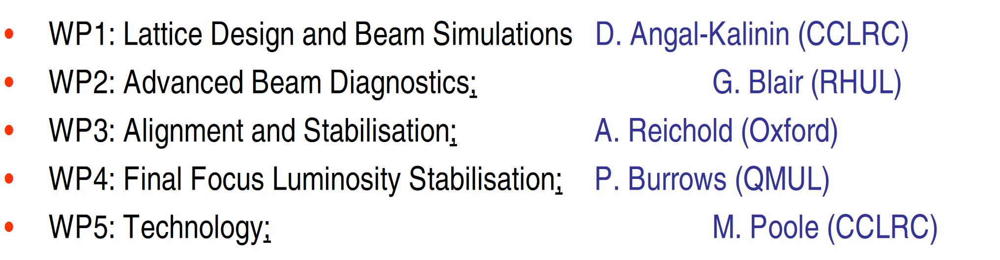 • WP1: Lattice Design and Beam Simulations D. Angal-Kalinin (CCLRC)
• WP2: Advanced Beam Diagnostics; G. Blair (RHUL)
• WP3: Alignment and Stabilisation; A. Reichold (Oxford)
• WP4: Final Focus Luminosity Stabilisation; P. Burrows (QMUL)
• WP5: Technology; M. Poole (CCLRC)